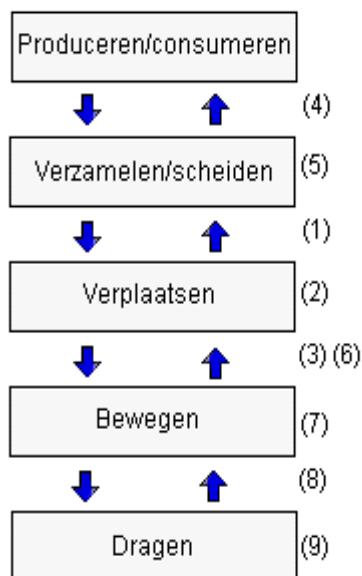 Produceren/consumeren
(4)
Verzamelen/scheiden (5)
(1)
Verplaatsen (2)
(3) (6)
Bewegen (7)
(8)
Dragen (9)